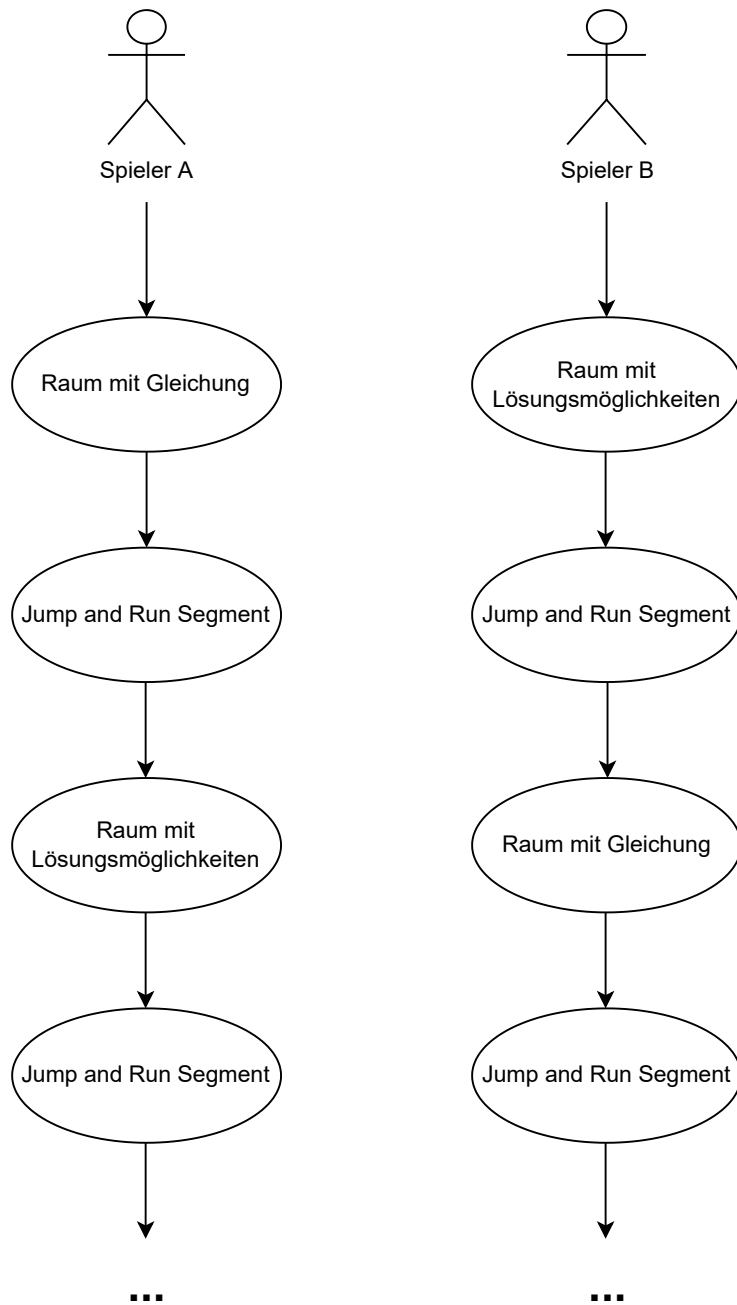 Spieler A
Spieler B
Raum mit Gleichung
Raum mit
Lösungsmöglichkeiten
Jump and Run Segment
Jump and Run Segment
Raum mit
Lösungsmöglichkeiten
Raum mit Gleichung
Jump and Run Segment
Jump and Run Segment
...
...